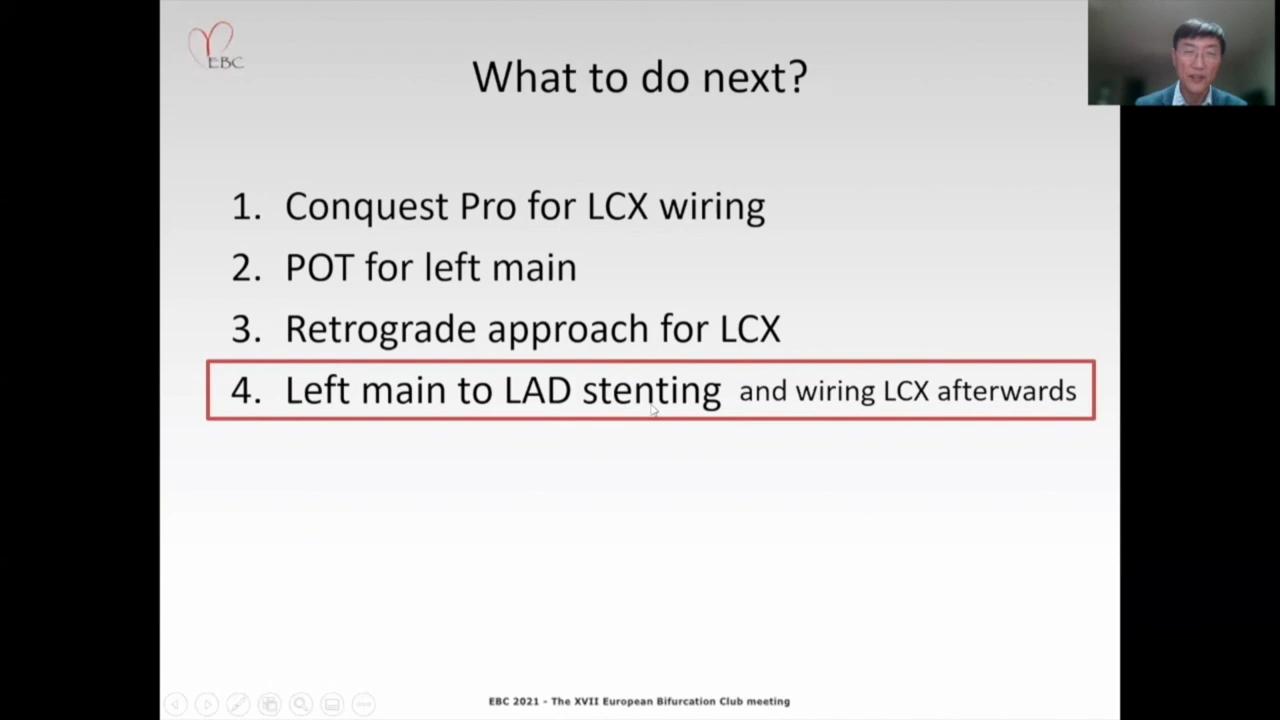 EBC
What to do next?
1. Conquest Pro for LCX wiring
2. POT for left main
3. Retrograde approach for LCX
4. Left main to LAD stenting and wiring LCX afterwards
EBC 2021 - The XVII European Bifurcation Club meeting